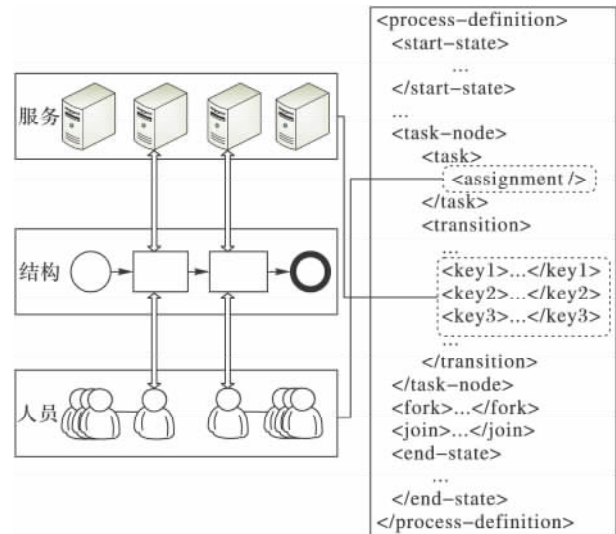 服务
结构
人员
<process-definition>
<start-state>
...
</start-state>
...
<task-node>
<task>
<assignment />
</task>
<transition>
...
<key1>...</key1>
<key2>...</key2>
<key3>...</key3>
...
</transition>
</task-node>
<fork>...</fork>
<join>...</join>
<end-state>
...
</end-state>
</process-definition>